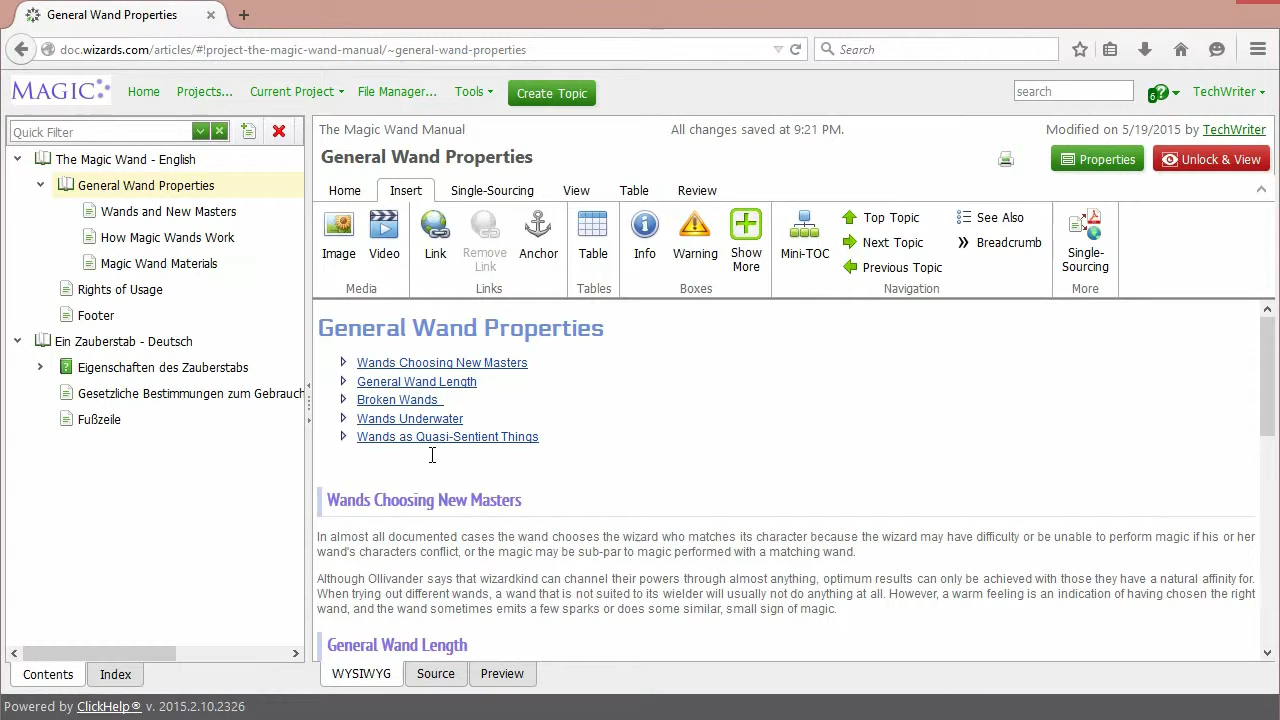 General Wand Properties
doc.wizards.com/articles/#!project-the-magic-wand-manual/~general-wand-properties
Search
MAGIC
Home Projects... Current Project File Manager... Tools Create Topic
search
6 ?
TechWriter
Quick Filter
The Magic Wand - English
General Wand Properties
Wands and New Masters
How Magic Wands Work
Magic Wand Materials
Rights of Usage
Footer
Ein Zauberstab - Deutsch
Eigenschaften des Zauberstabs
Gesetzliche Bestimmungen zum Gebrauch
Fußzeile
Contents Index
The Magic Wand Manual
All changes saved at 9:21 PM.
Modified on 5/19/2015 by TechWriter
General Wand Properties
Properties
Unlock & View
Home Insert Single-Sourcing View Table Review
Image Video
Media
Link Remove Link Anchor
Links
Table
Tables
Info Warning Show More
Boxes
Mini-TOC
Top Topic
Next Topic
Previous Topic
See Also
Breadcrumb
Navigation
Single-Sourcing
More
General Wand Properties
Wands Choosing New Masters
General Wand Length
Broken Wands
Wands Underwater
Wands as Quasi-Sentient Things
Wands Choosing New Masters
In almost all documented cases the wand chooses the wizard who matches its character because the wizard may have difficulty or be unable to perform magic if his or her
wand's characters conflict, or the magic may be sub-par to magic performed with a matching wand.
Although Ollivander says that wizardkind can channel their powers through almost anything, optimum results can only be achieved with those they have a natural affinity for.
When trying out different wands, a wand that is not suited to its wielder will usually not do anything at all. However, a warm feeling is an indication of having chosen the right
wand, and the wand sometimes emits a few sparks or does some similar, small sign of magic.
General Wand Length
WYSIWYG Source Preview
Powered by ClickHelp® v. 2015.2.10.2326